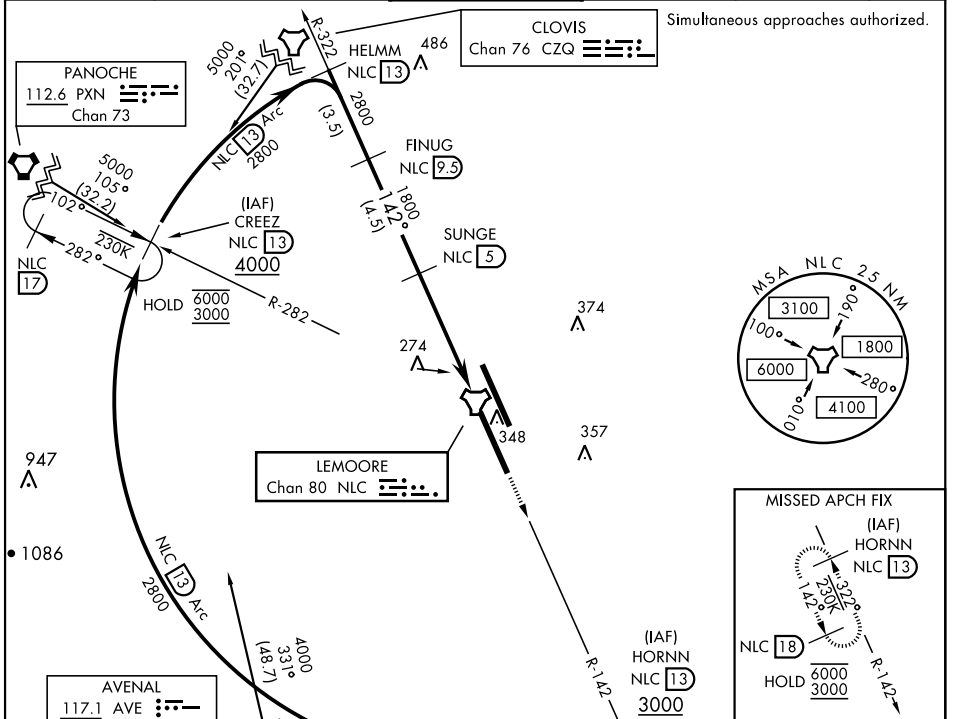 Simultaneous approaches authorized.
CLOVIS
Chan 76 CZQ
R-322
HELMM
NLC 13
486
5000
201°
(32.7)
PANOCHE
112.6 PXN
Chan 73
NLC 13 Arc
2800
2800
(3.5)
FINUG
NLC 9.5
5000
105°
(32.2)
102°
230K
282°
NLC
17
(IAF)
CREEZ
NLC 13
4000
HOLD 6000
3000
R-282
1800
142°
(4.5)
SUNGE
NLC 5
374
274
348
357
MSA NLC 25 NM
3100
190°
100°
1800
6000
280°
010°
4100
LEMOORE
Chan 80 NLC
947
1086
NLC 13 Arc
2800
4000
331°
(48.7)
AVENAL
117.1 AVE
R-142
(IAF)
HORNN
NLC 13
3000
MISSED APCH FIX
(IAF)
HORNN
NLC 13
322°
230K
142°
NLC 18
HOLD 6000
3000
R-142